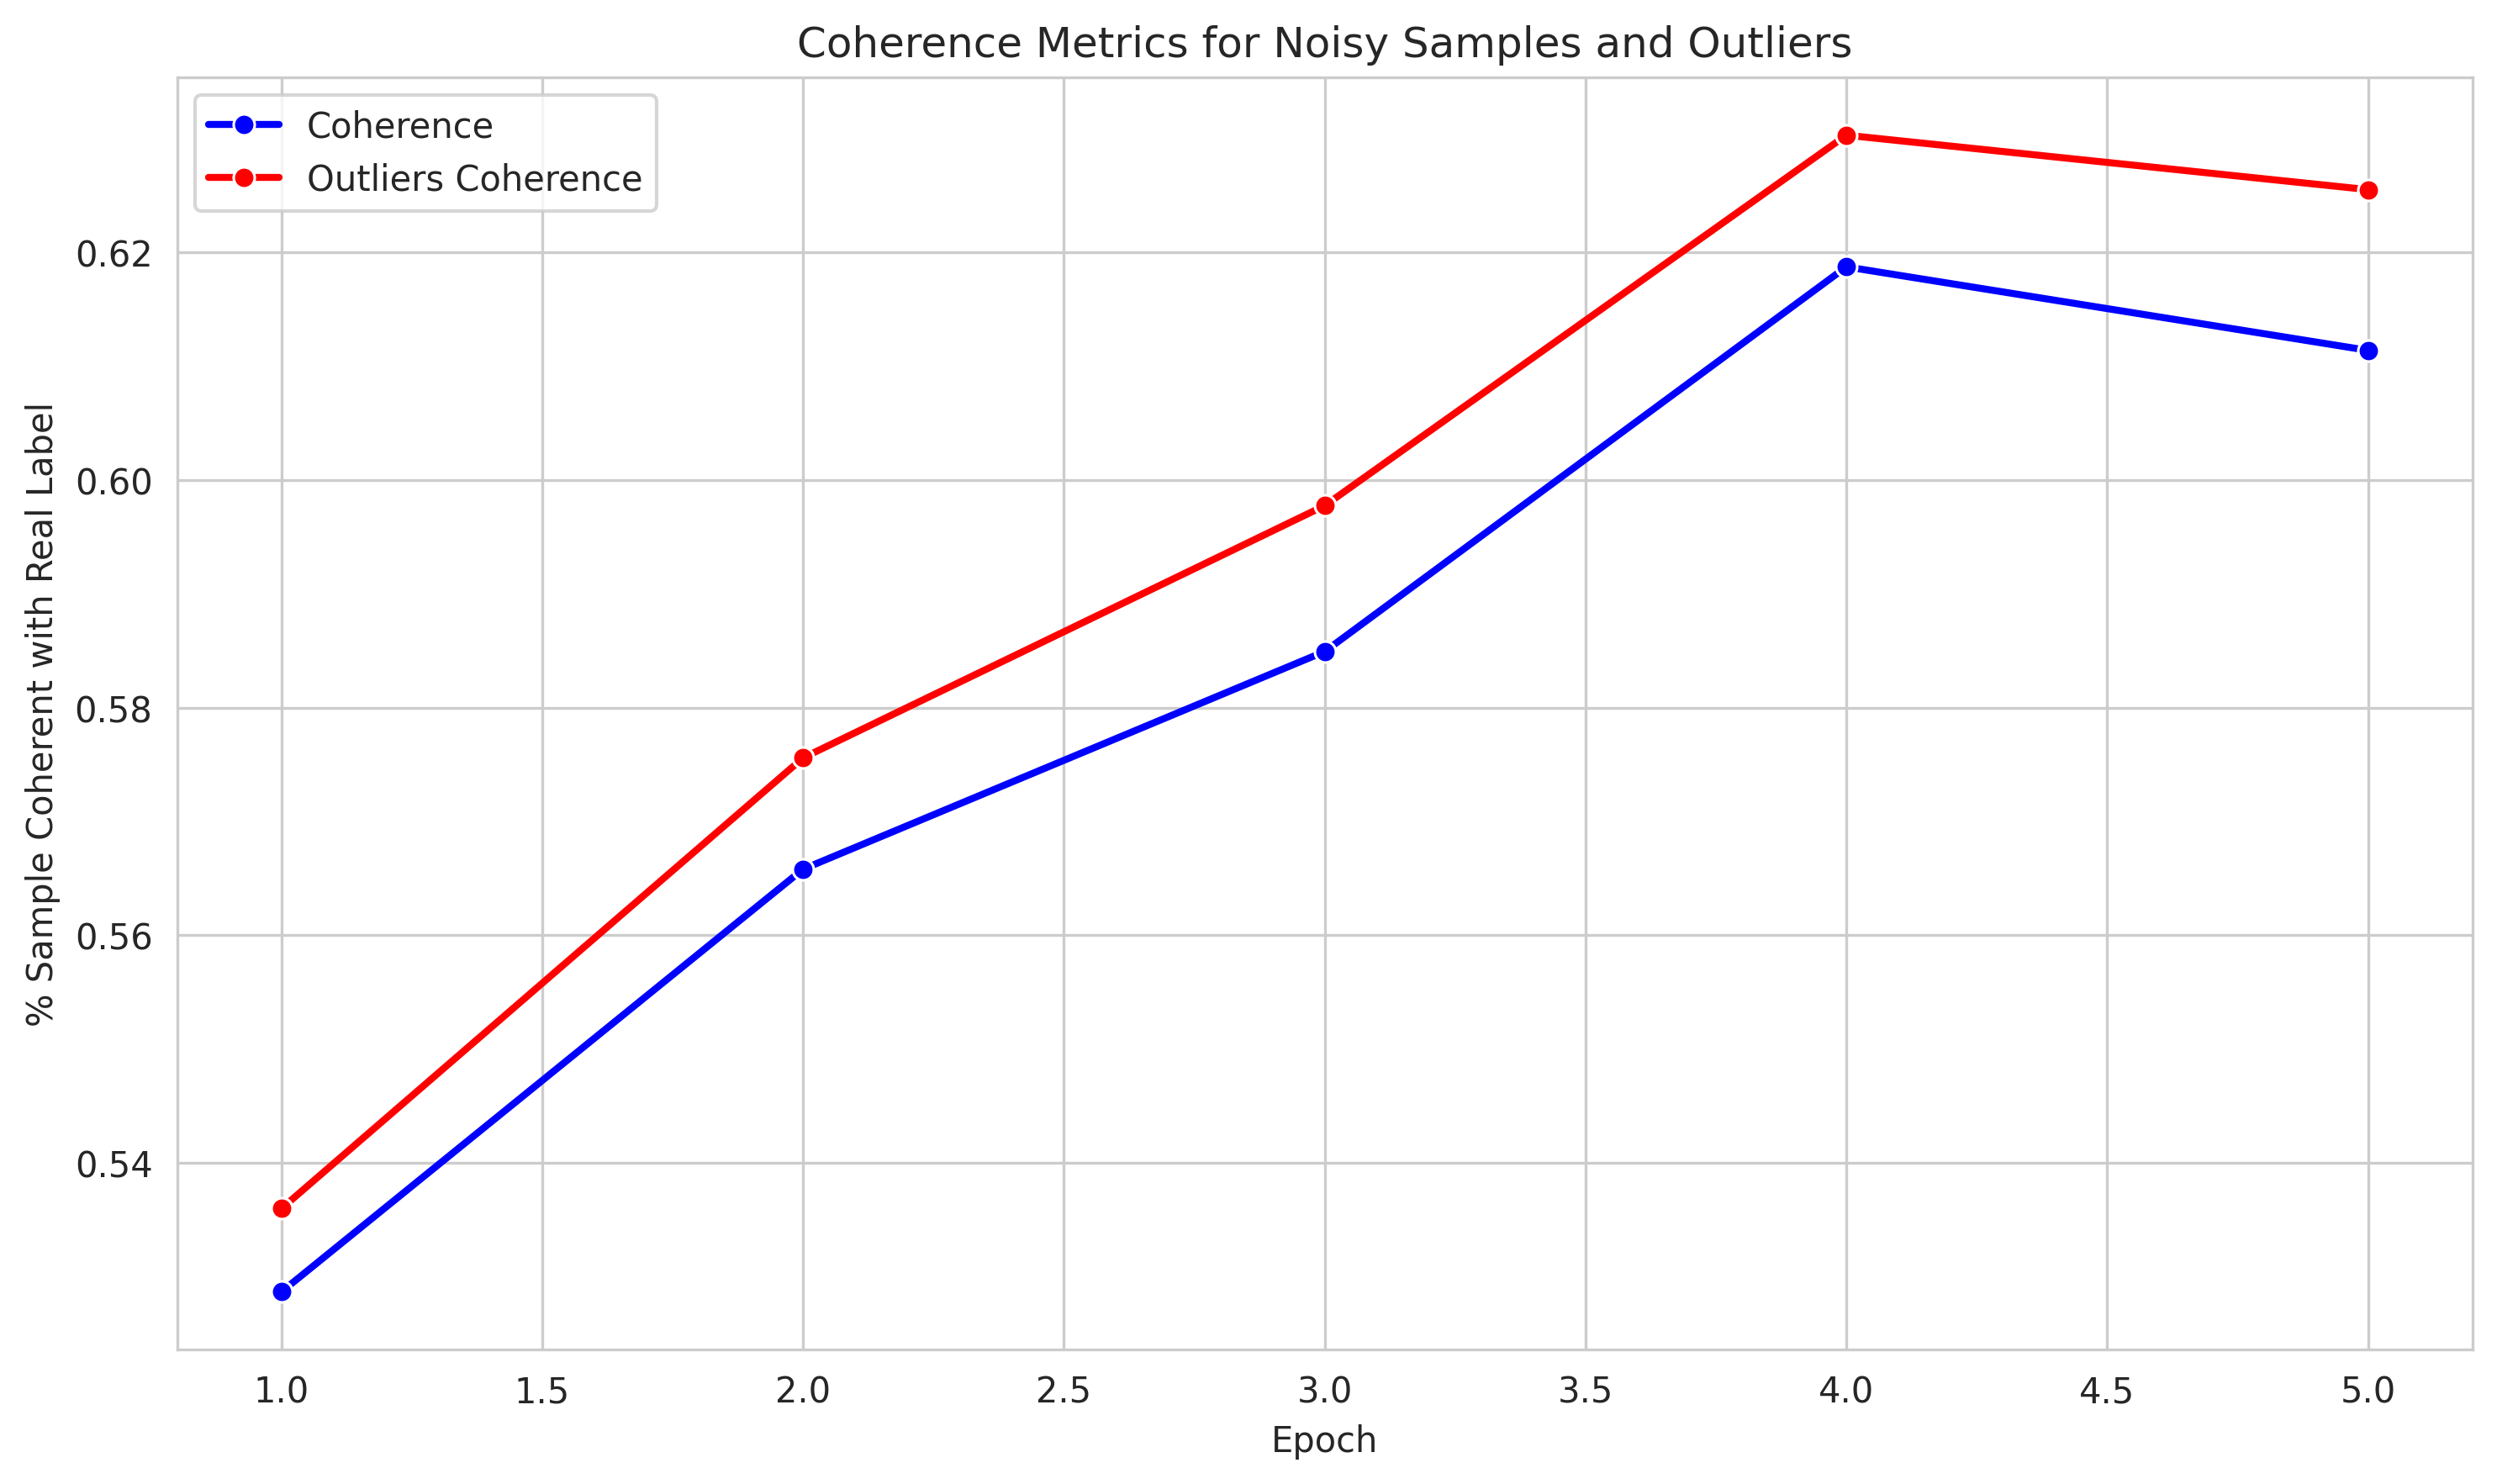 Coherence Metrics for Noisy Samples and Outliers
Coherence
Outliers Coherence
% Sample Coherent with Real Label
0.62
0.60
0.58
0.56
0.54
1.0 1.5 2.0 2.5 3.0 3.5 4.0 4.5 5.0
Epoch